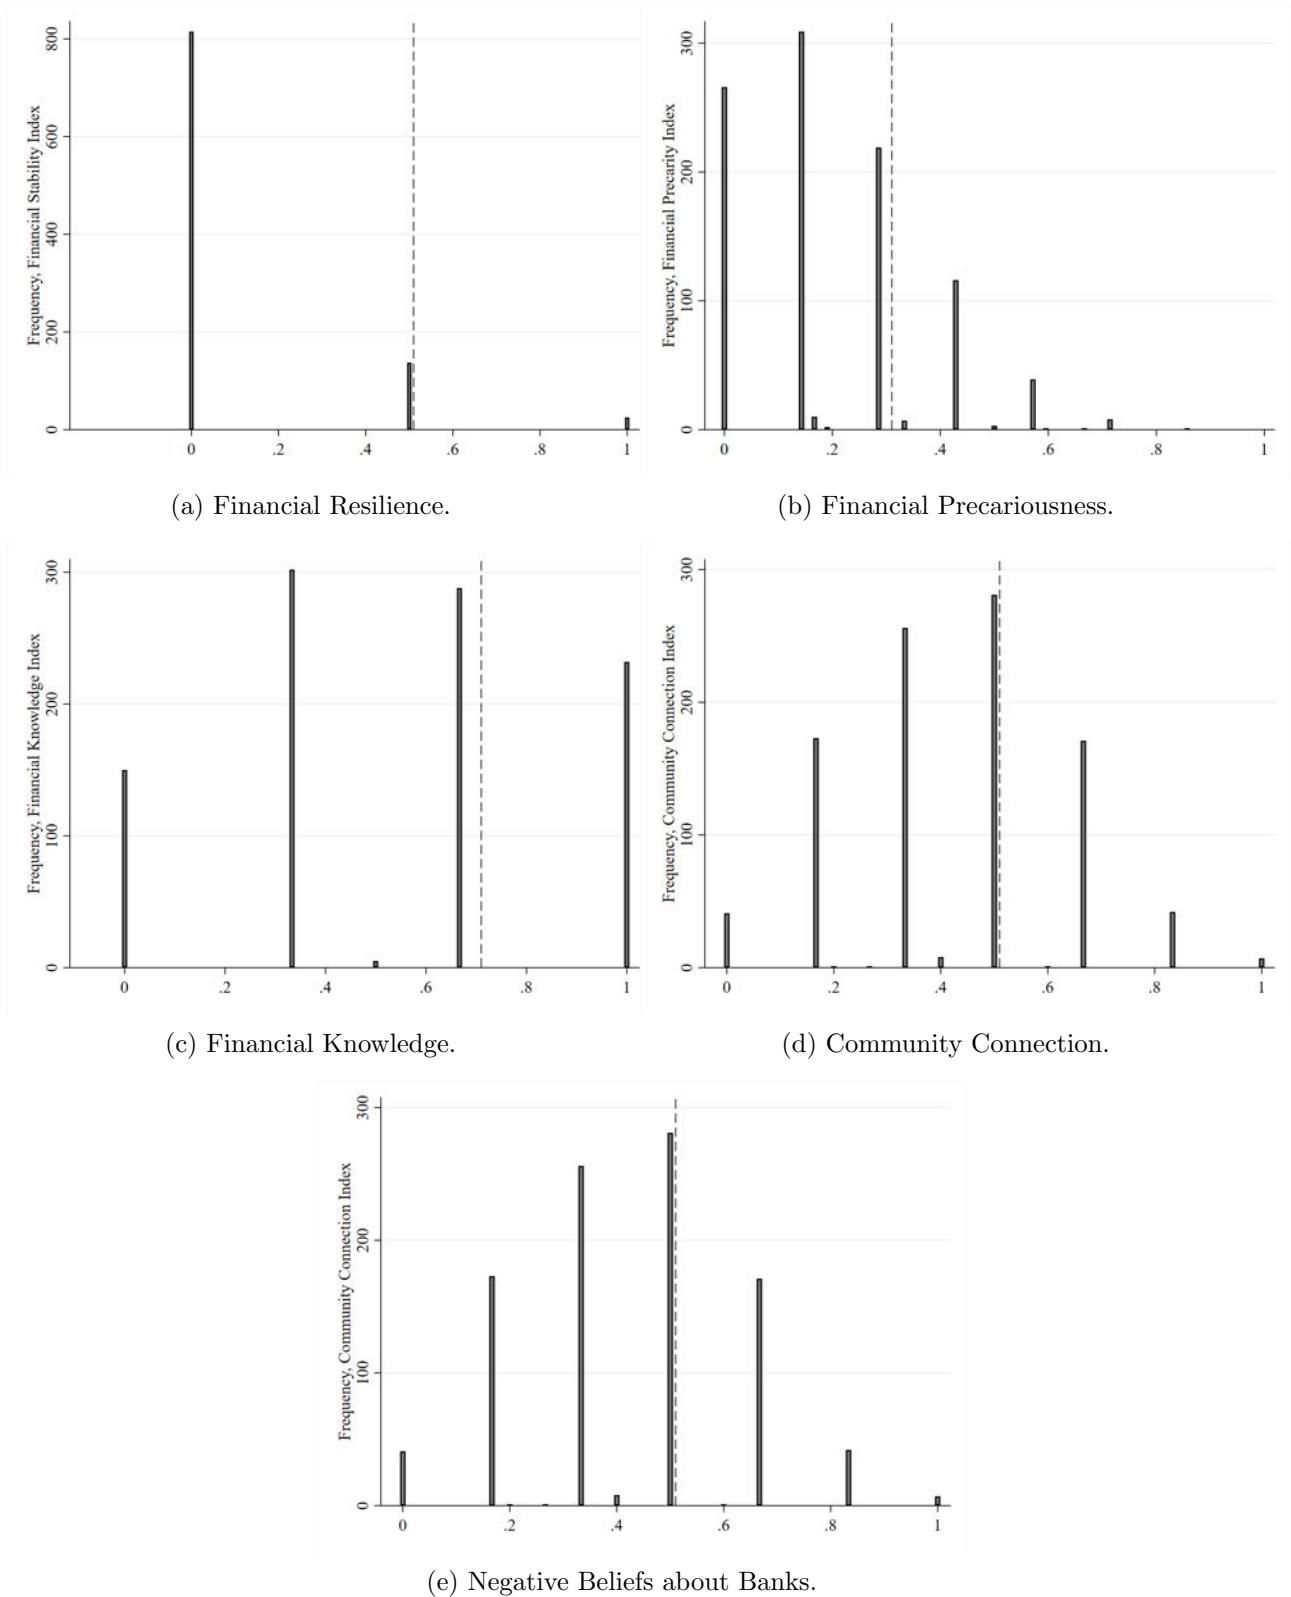 Frequency, Financial Stability Index
800
600
400
200
0
0 .2 .4 .6 .8 1
(a) Financial Resilience.
Frequency, Financial Precarity Index
300
200
100
0
0 .2 .4 .6 .8 1
(b) Financial Precariousness.
Frequency, Financial Knowledge Index
300
200
100
0
0 .2 .4 .6 .8 1
(c) Financial Knowledge.
Frequency, Community Connection Index
300
200
100
0
0 .2 .4 .6 .8 1
(d) Community Connection.
Frequency, Community Connection Index
300
200
100
0
0 .2 .4 .6 .8 1
(e) Negative Beliefs about Banks.